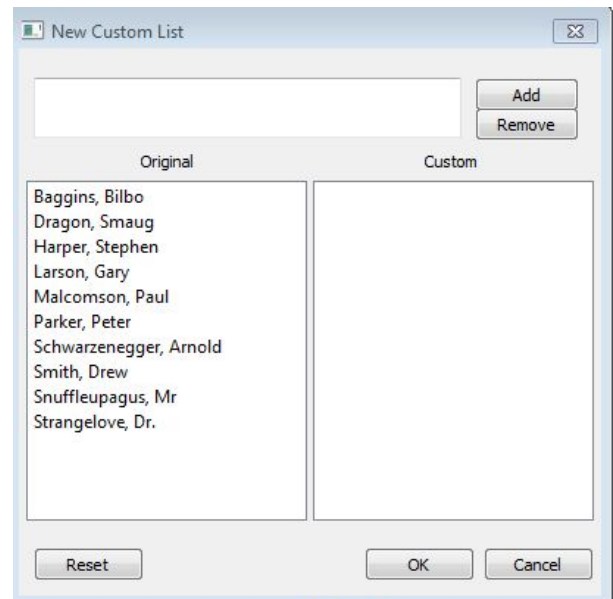 New Custom List
Add
Remove
Original Custom
Baggins, Bilbo
Dragon, Smaug
Harper, Stephen
Larson, Gary
Malcomson, Paul
Parker, Peter
Schwarzenegger, Arnold
Smith, Drew
Snuffleupagus, Mr
Strangelove, Dr.
Reset OK Cancel